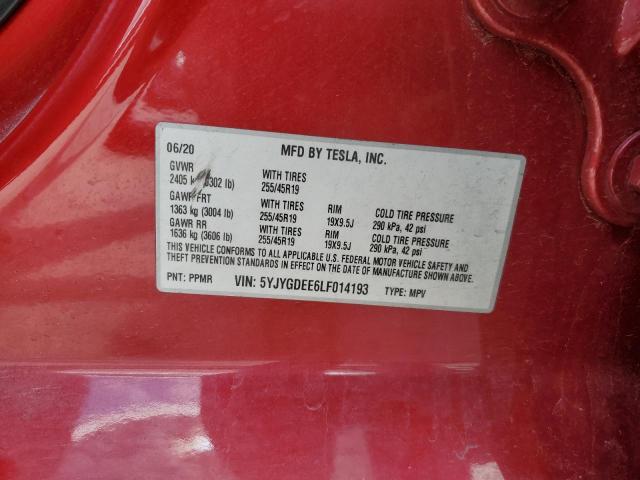 06/20 MFD BY TESLA, INC.
GVWR WITH TIRES
2405 kg (5302 lb) 255/45R19
GAWR FRT WITH TIRES RIM COLD TIRE PRESSURE
1363 kg (3004 lb) 255/45R19 19X9.5J 290 kPa, 42 psi
GAWR RR WITH TIRES RIM COLD TIRE PRESSURE
1636 kg (3606 lb) 255/45R19 19X9.5J 290 kPa, 42 psi
THIS VEHICLE CONFORMS TO ALL APPLICABLE U.S. FEDERAL MOTOR VEHICLE SAFETY AND
THEFT PREVENTION STANDARDS IN EFFECT ON THE DATE OF MANUFACTURE SHOWN ABOVE.
PNT: PPMR VIN: 5YJYGDEE6LF014193 TYPE: MPV